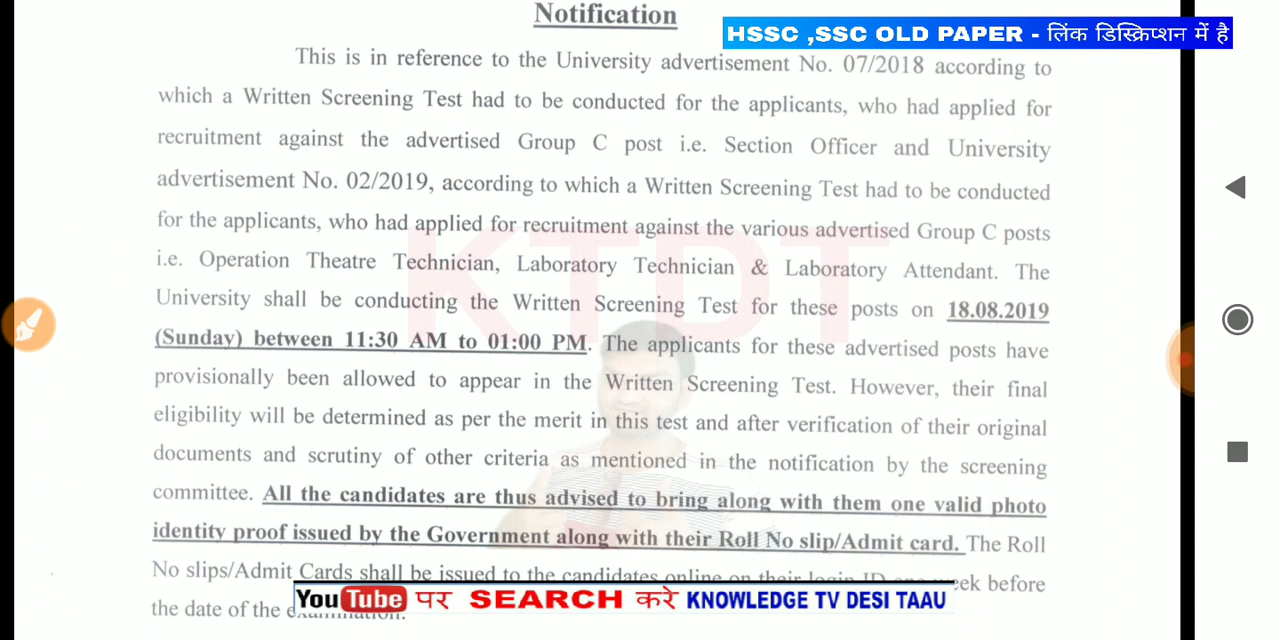 Notification
HSSC ,SSC OLD PAPER - लिंक डिस्क्रिप्शन में है
This is in reference to the University advertisement No. 07/2018 according to
which a Written Screening Test had to be conducted for the applicants, who had applied for
recruitment against the advertised Group C post i.e. Section Officer and University
advertisement No. 02/2019, according to which a Written Screening Test had to be conducted
for the applicants, who had applied for recruitment against the various advertised Group C posts
i.e. Operation Theatre Technician, Laboratory Technician & Laboratory Attendant. The
University shall be conducting the Written Screening Test for these posts on 18.08.2019
(Sunday) between 11:30 AM to 01:00 PM. The applicants for these advertised posts have
provisionally been allowed to appear in the Written Screening Test. However, their final
eligibility will be determined as per the merit in this test and after verification of their original
documents and scrutiny of other criteria as mentioned in the notification by the screening
committee. All the candidates are thus advised to bring along with them one valid photo
identity proof issued by the Government along with their Roll No slip/Admit card. The Roll
No slips/Admit Cards shall be issued to the candidates online on their login ID one week before
the date of the examination.
KTDT
YouTube पर SEARCH करे KNOWLEDGE TV DESI TAAU